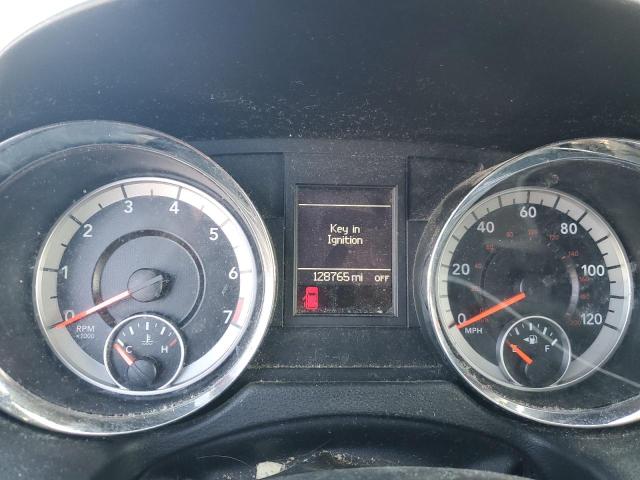 0 1 2 3 4 5 6 7
RPM
x1000
C H
Key in
Ignition
128765 mi OFF
0 20 40 60 80 100 120
MPH
E F